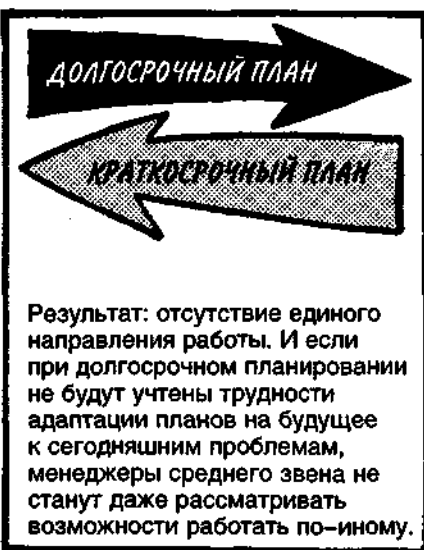 ДОЛГОСРОЧНЫЙ ПЛАН
КРАТКОСРОЧНЫЙ ПЛАН
Результат: отсутствие единого
направления работы. И если
при долгосрочном планировании
не будут учтены трудности
адаптации планов на будущее
к сегодняшним проблемам,
менеджеры среднего звена не
станут даже рассматривать
возможности работать по-иному.